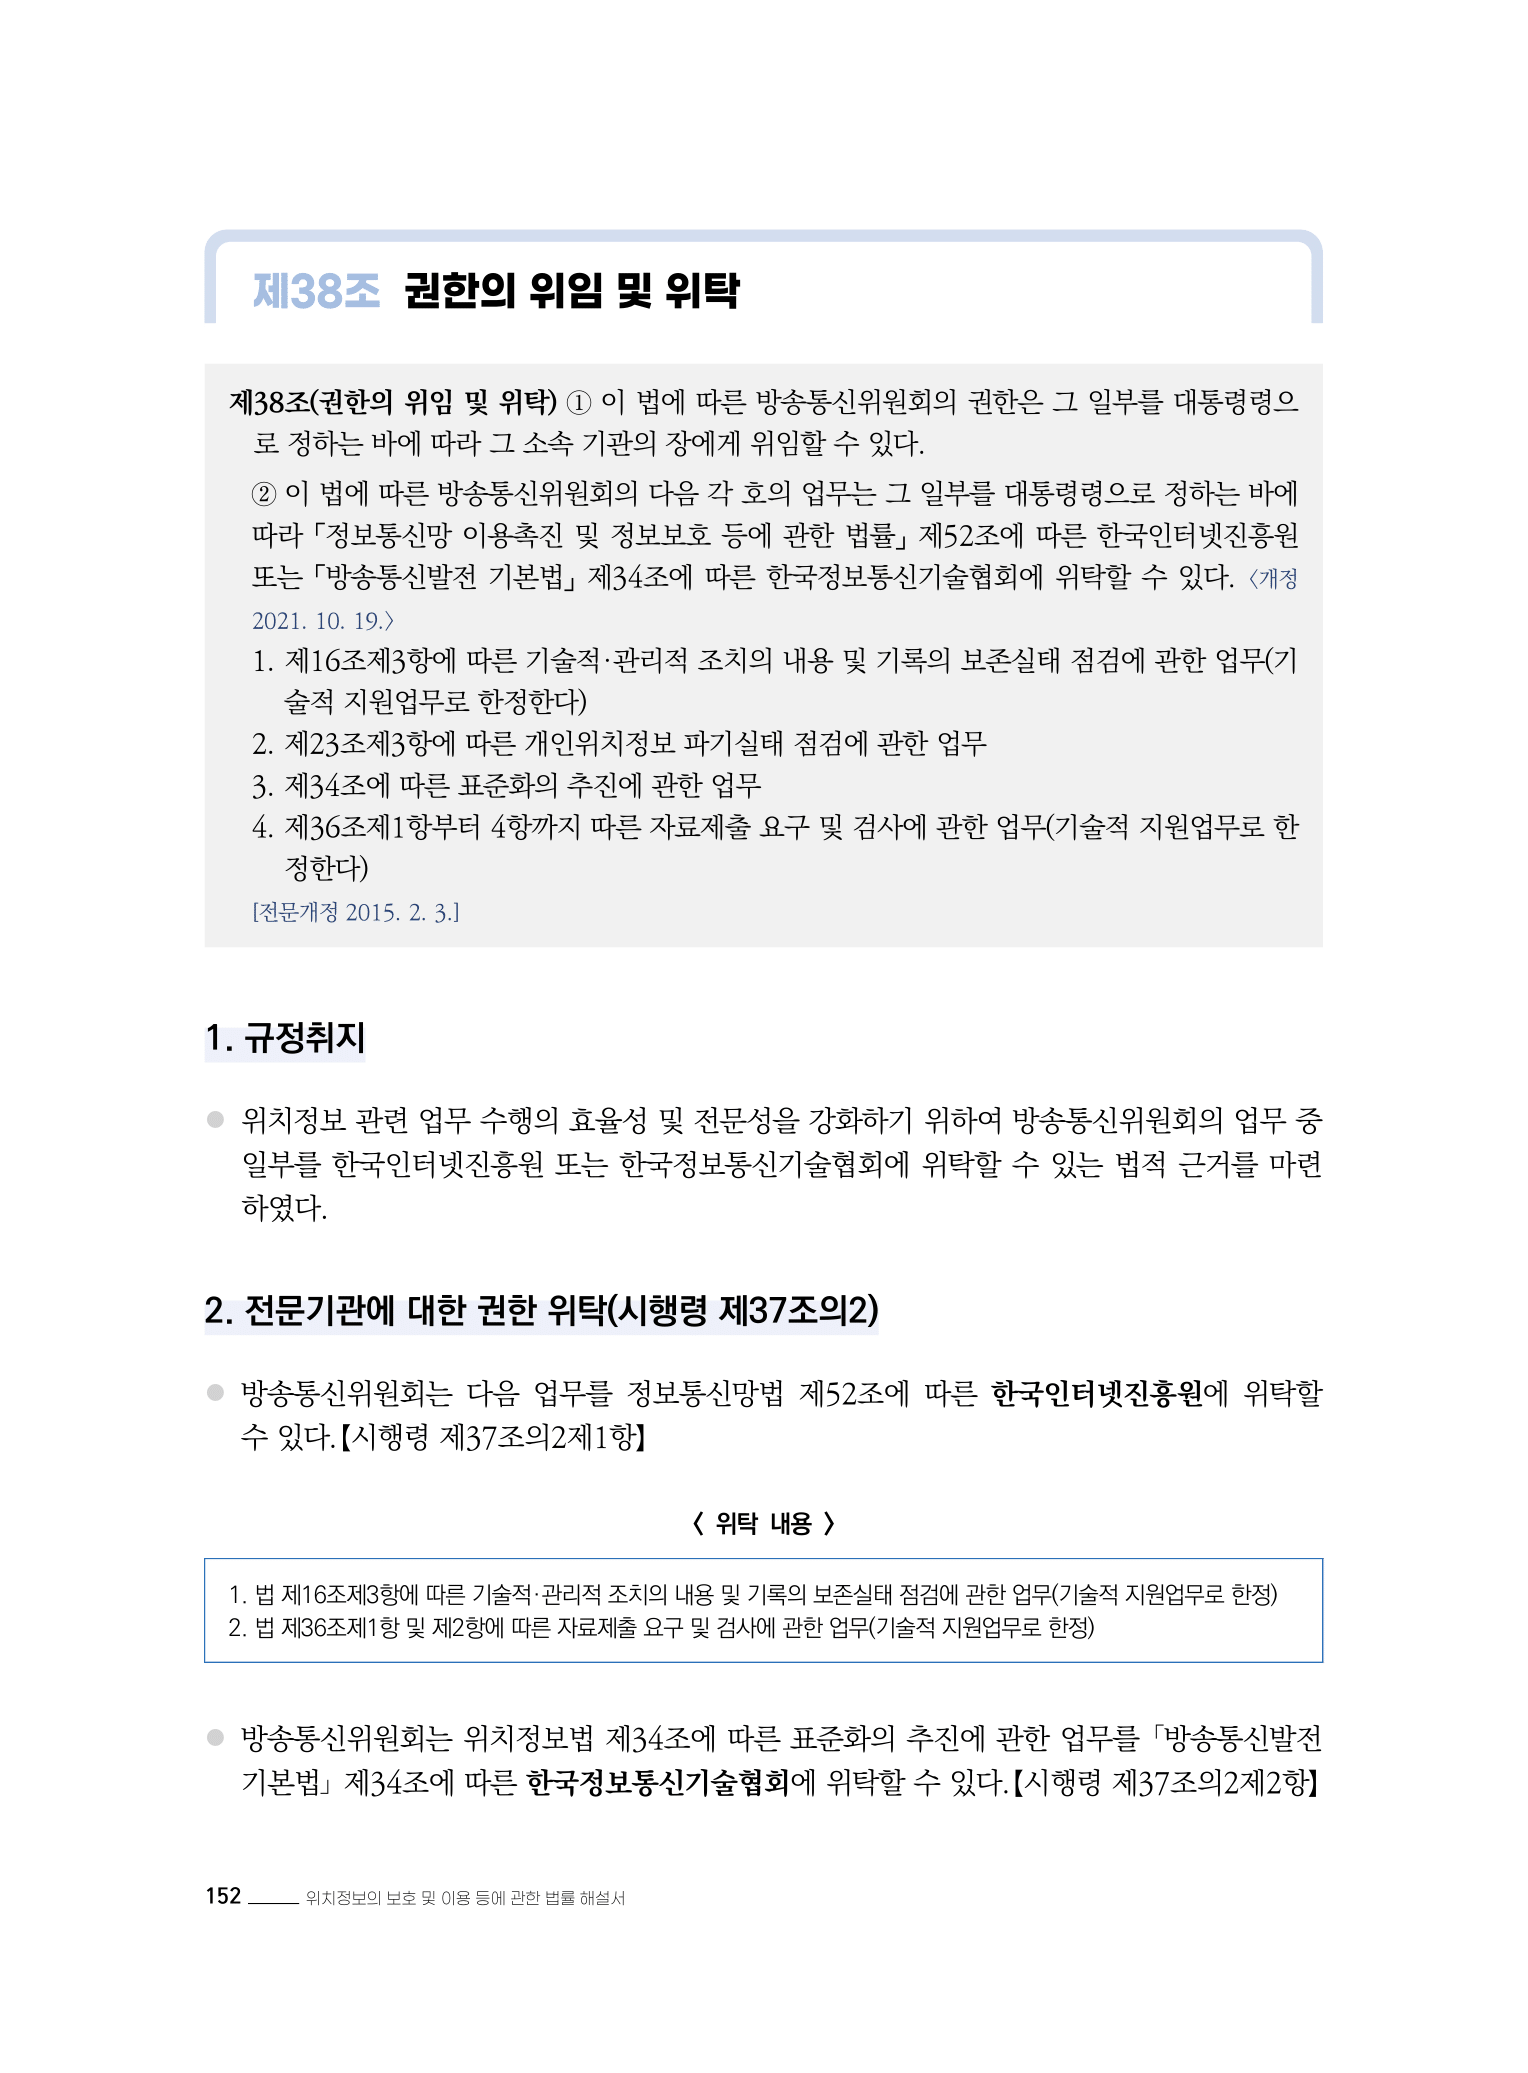 제38조 권한의 위임 및 위탁
제38조(권한의 위임 및 위탁) ① 이 법에 따른 방송통신위원회의 권한은 그 일부를 대통령령으
로 정하는 바에 따라 그 소속 기관의 장에게 위임할 수 있다.
② 이 법에 따른 방송통신위원회의 다음 각 호의 업무는 그 일부를 대통령령으로 정하는 바에
따라 「정보통신망 이용촉진 및 정보보호 등에 관한 법률」 제52조에 따른 한국인터넷진흥원
또는 「방송통신발전 기본법」 제34조에 따른 한국정보통신기술협회에 위탁할 수 있다. 〈개정
2021. 10. 19.〉
1. 제16조제3항에 따른 기술적·관리적 조치의 내용 및 기록의 보존실태 점검에 관한 업무(기
술적 지원업무로 한정한다)
2. 제23조제3항에 따른 개인위치정보 파기실태 점검에 관한 업무
3. 제34조에 따른 표준화의 추진에 관한 업무
4. 제36조제1항부터 4항까지 따른 자료제출 요구 및 검사에 관한 업무(기술적 지원업무로 한
정한다)
[전문개정 2015. 2. 3.]
1. 규정취지
● 위치정보 관련 업무 수행의 효율성 및 전문성을 강화하기 위하여 방송통신위원회의 업무 중
일부를 한국인터넷진흥원 또는 한국정보통신기술협회에 위탁할 수 있는 법적 근거를 마련
하였다.
2. 전문기관에 대한 권한 위탁(시행령 제37조의2)
● 방송통신위원회는 다음 업무를 정보통신망법 제52조에 따른 한국인터넷진흥원에 위탁할
수 있다.【시행령 제37조의2제1항】
〈 위탁 내용 〉
1. 법 제16조제3항에 따른 기술적·관리적 조치의 내용 및 기록의 보존실태 점검에 관한 업무(기술적 지원업무로 한정)
2. 법 제36조제1항 및 제2항에 따른 자료제출 요구 및 검사에 관한 업무(기술적 지원업무로 한정)
● 방송통신위원회는 위치정보법 제34조에 따른 표준화의 추진에 관한 업무를 「방송통신발전
기본법」 제34조에 따른 한국정보통신기술협회에 위탁할 수 있다.【시행령 제37조의2제2항】
152 위치정보의 보호 및 이용 등에 관한 법률 해설서